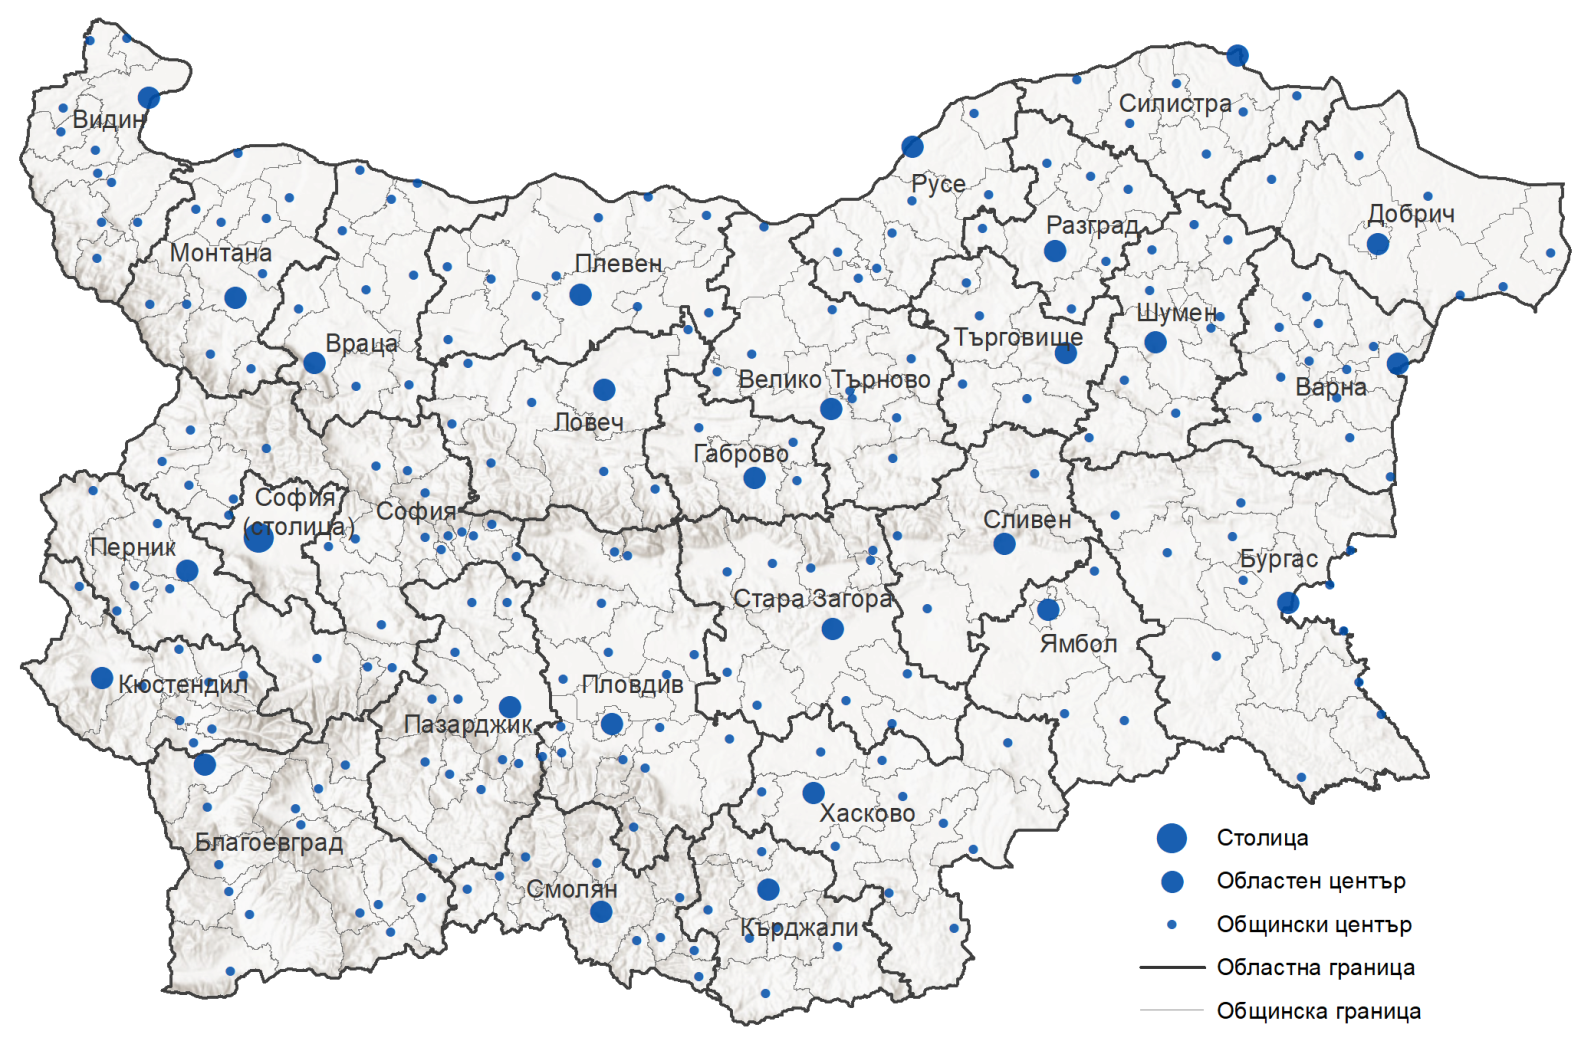 Видин
Силистра
Русе
Добрич
Разград
Монтана
Плевен
Шумен
Враца
Търговище
Велико Търново
Варна
Ловеч
Габрово
София
(столица)
София
Сливен
Перник
Бургас
Стара Загора
Ямбол
Кюстендил
Пловдив
Пазарджик
Хасково
Благоевград
Смолян
Кърджали
Столица
Областен център
Общински център
Областна граница
Общинска граница